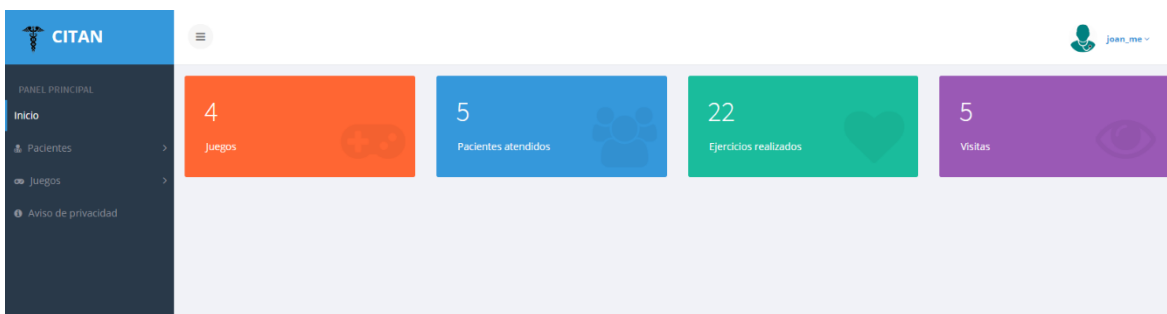 CITAN
joan_me
PANEL PRINCIPAL
Inicio
Pacientes
Juegos
Aviso de privacidad
4
Juegos
5
Pacientes atendidos
22
Ejercicios realizados
5
Visitas